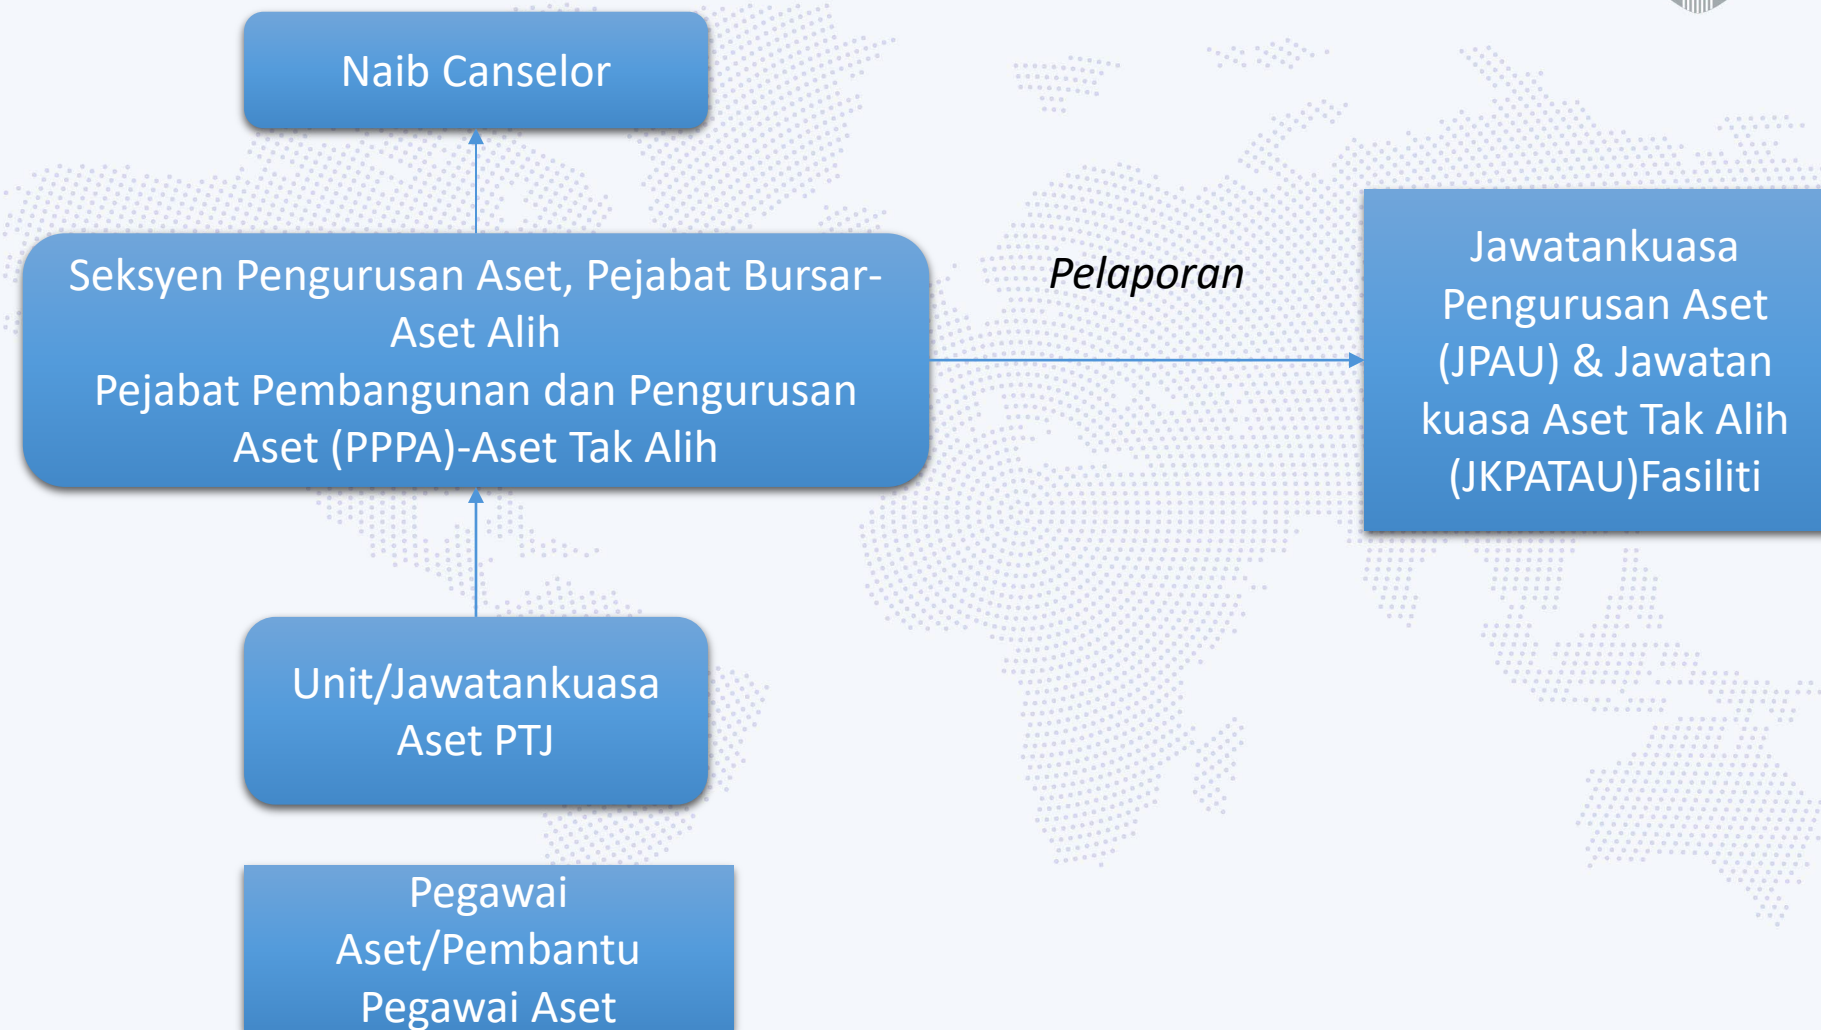 Naib Canselor
Seksyen Pengurusan Aset, Pejabat Bursar-
Aset Alih
Pejabat Pembangunan dan Pengurusan
Aset (PPPA)-Aset Tak Alih
Pelaporan
Jawatankuasa
Pengurusan Aset
(JPAU) & Jawatan
kuasa Aset Tak Alih
(JKPATAU)Fasiliti
Unit/Jawatankuasa
Aset PTJ
Pegawai
Aset/Pembantu
Pegawai Aset